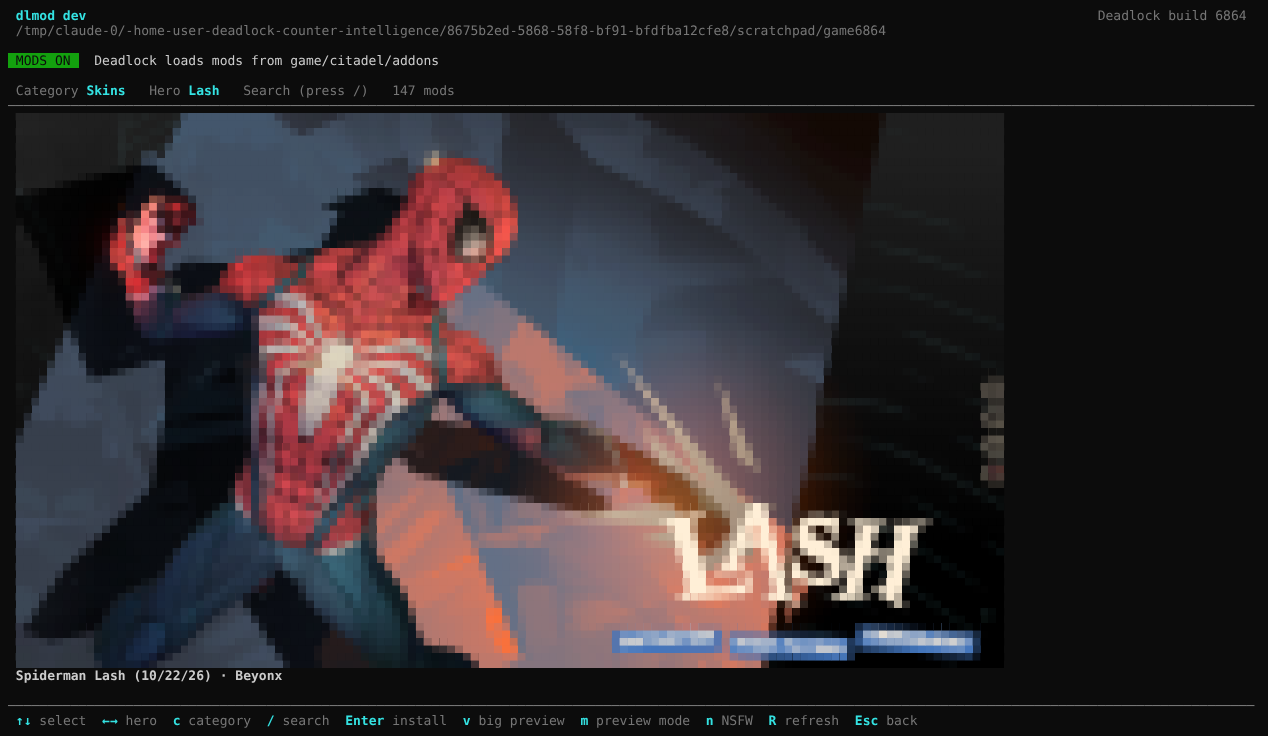 dlmod dev
Deadlock build 6864
/tmp/claude-0/-home-user-deadlock-counter-intelligence/8675b2ed-5868-58f8-bf91-bfdfba12cfe8/scratchpad/game6864
MODS ON Deadlock loads mods from game/citadel/addons
Category Skins Hero Lash Search (press /) 147 mods
LASH
Spiderman Lash (10/22/26) · Beyonx
↑↓ select ←→ hero c category / search Enter install v big preview m preview mode n NSFW R refresh Esc back